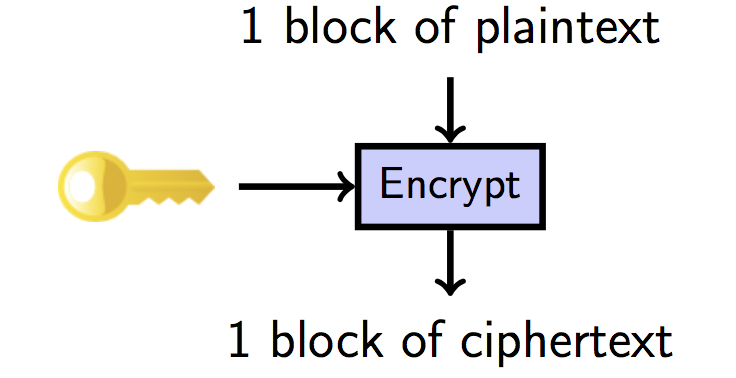 1 block of plaintext
Encrypt
1 block of ciphertext